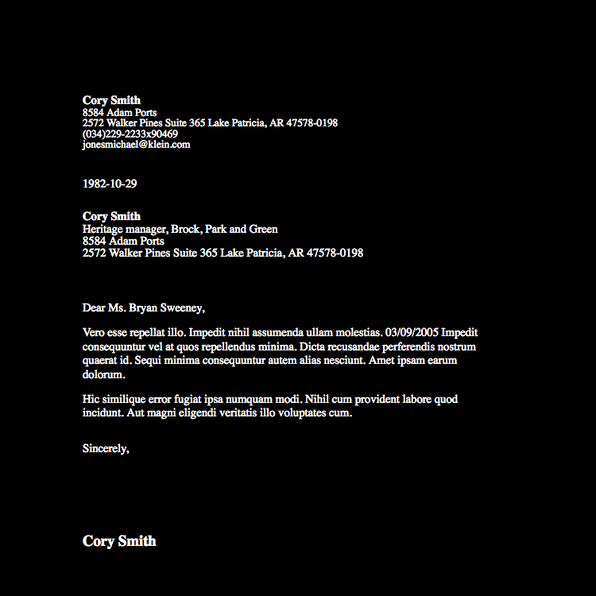 Cory Smith
8584 Adam Ports
2572 Walker Pines Suite 365 Lake Patricia, AR 47578-0198
(034)229-2233x90469
jonesmichael@klein.com
1982-10-29
Cory Smith
Heritage manager, Brock, Park and Green
8584 Adam Ports
2572 Walker Pines Suite 365 Lake Patricia, AR 47578-0198
Dear Ms. Bryan Sweeney,
Vero esse repellat illo. Impedit nihil assumenda ullam molestias. 03/09/2005 Impedit
consequuntur vel at quos repellendus minima. Dicta recusandae perferendis nostrum
quaerat id. Sequi minima consequuntur autem alias nesciunt. Amet ipsam earum
dolorum.
Hic similique error fugiat ipsa numquam modi. Nihil cum provident labore quod
incidunt. Aut magni eligendi veritatis illo voluptates cum.
Sincerely,
Cory Smith